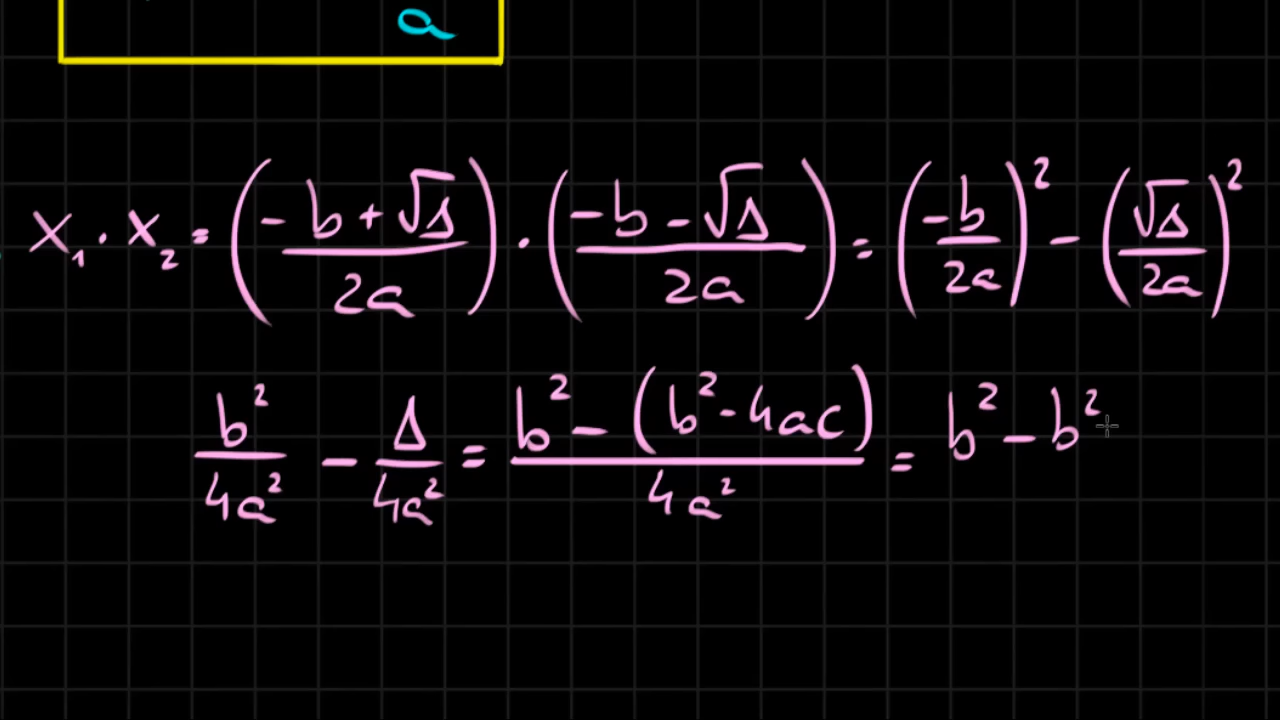 a
x₁ · x₂ = ((-b + √Δ)/(2a)) · ((-b - √Δ)/(2a)) = ((-b)/(2a))² - ((√Δ)/(2a))²
b²/(4a²) - Δ/(4a²) = (b² - (b² - 4ac))/(4a²) = b² - b²